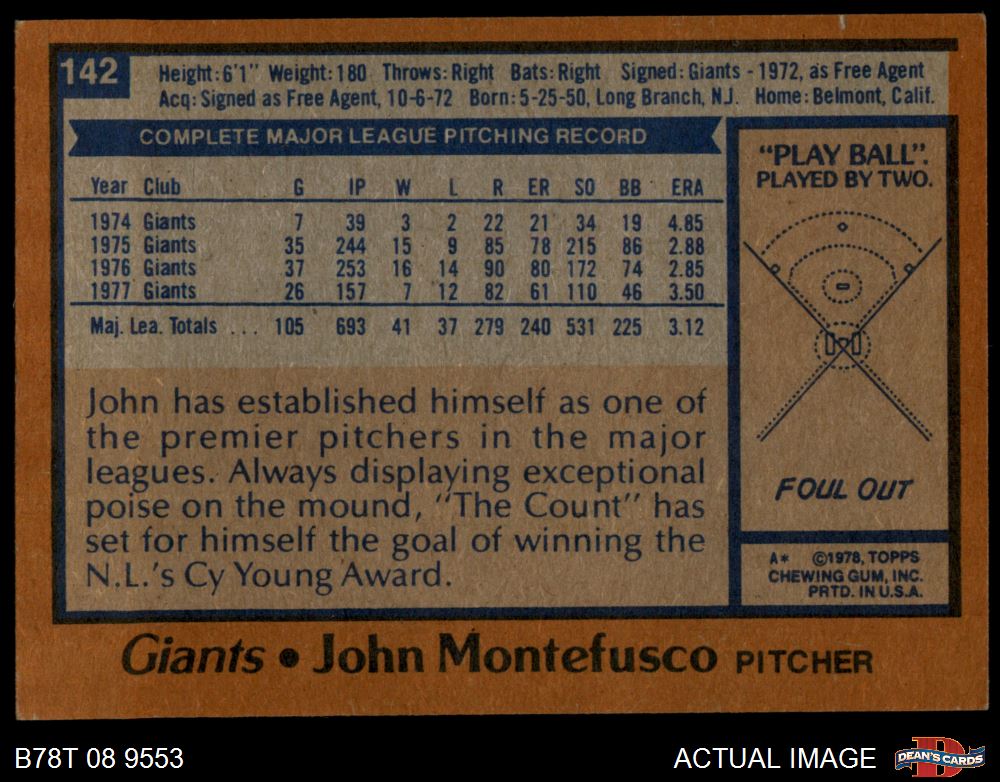 142
Height: 6'1" Weight: 180 Throws: Right Bats: Right Signed: Giants - 1972, as Free Agent
Acq: Signed as Free Agent, 10-6-72 Born: 5-25-50, Long Branch, N.J. Home: Belmont, Calif.
COMPLETE MAJOR LEAGUE PITCHING RECORD
Year Club G IP W L R ER SO BB ERA
1974 Giants 7 39 3 2 22 21 34 19 4.85
1975 Giants 35 244 15 9 85 78 215 86 2.88
1976 Giants 37 253 16 14 90 80 172 74 2.85
1977 Giants 26 157 7 12 82 61 110 46 3.50
Maj. Lea. Totals ... 105 693 41 37 279 240 531 225 3.12
John has established himself as one of
the premier pitchers in the major
leagues. Always displaying exceptional
poise on the mound, "The Count" has
set for himself the goal of winning the
N.L.'s Cy Young Award.
"PLAY BALL".
PLAYED BY TWO.
FOUL OUT
A* ©1978, TOPPS
CHEWING GUM, INC.
PRTD. IN U.S.A.
Giants • John Montefusco PITCHER
B78T 08 9553
ACTUAL IMAGE
D
DEAN'S CARDS